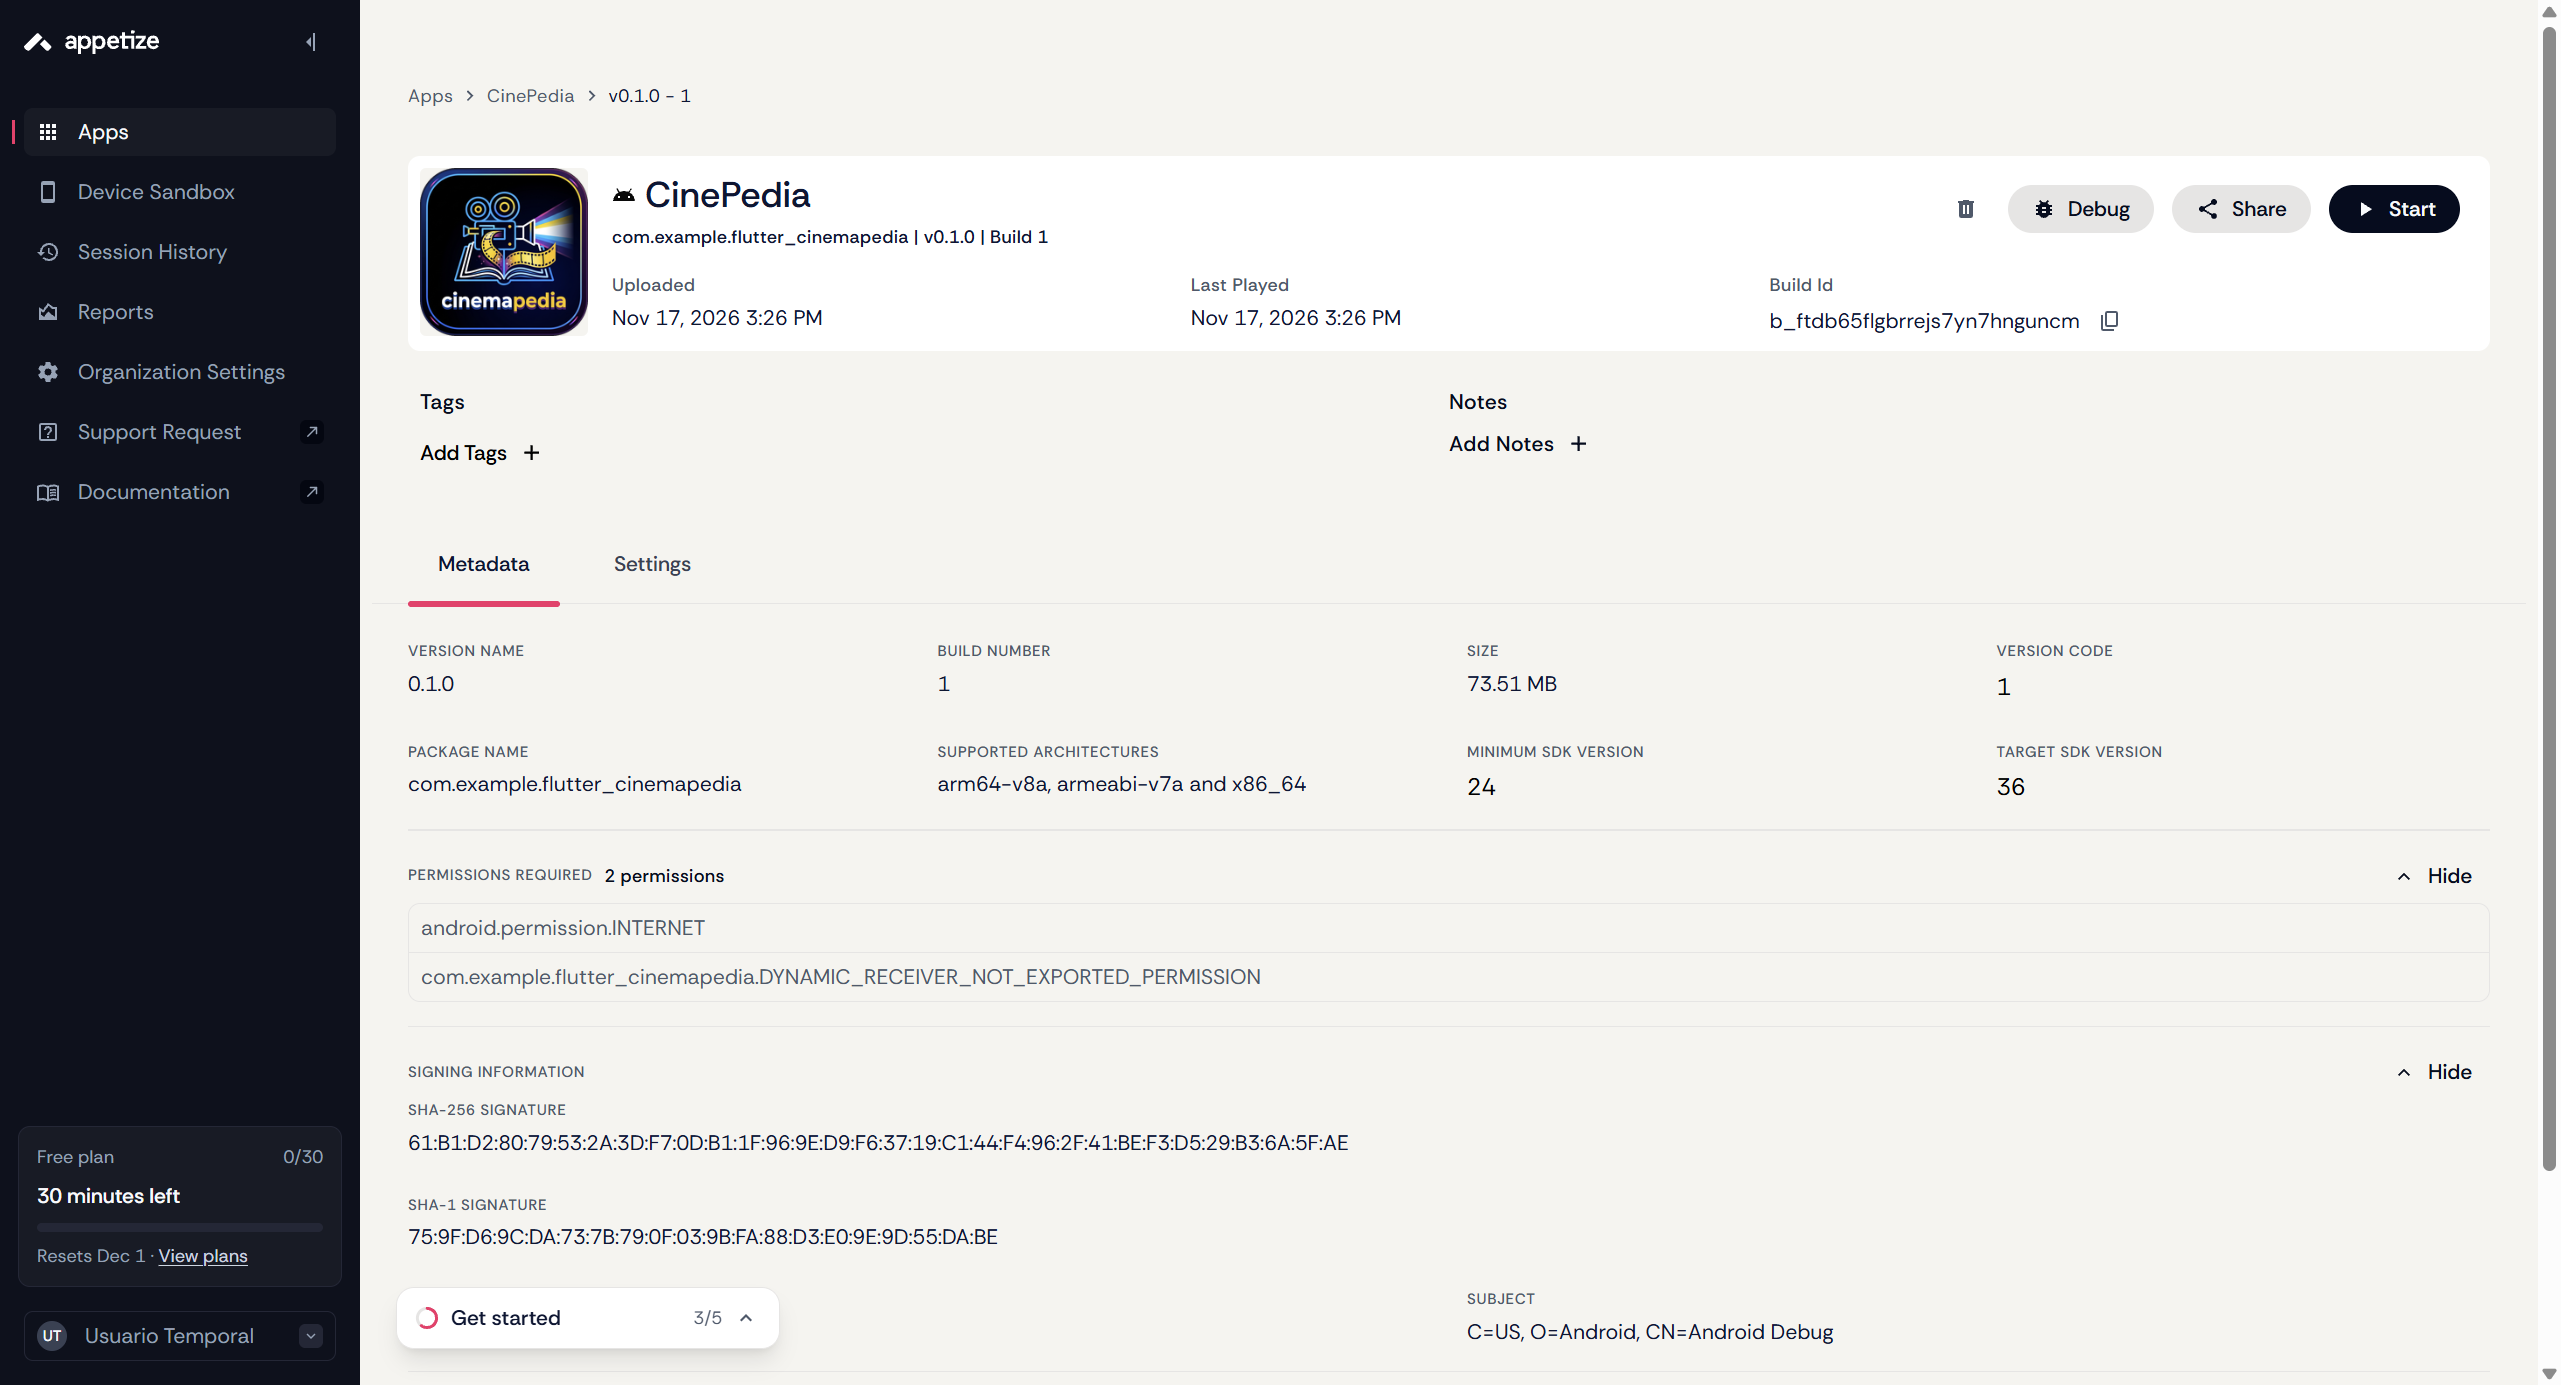 appetize
Apps
Device Sandbox
Session History
Reports
Organization Settings
Support Request
Documentation
Free plan 0/30
30 minutes left
Resets Dec 1 · View plans
UT Usuario Temporal
Apps > CinePedia > v0.1.0 - 1
cinemapedia
CinePedia
com.example.flutter_cinemapedia | v0.1.0 | Build 1
Debug
Share
Start
Uploaded
Nov 17, 2026 3:26 PM
Last Played
Nov 17, 2026 3:26 PM
Build Id
b_ftdb65flgbrrejs7yn7hnguncm
Tags
Add Tags +
Notes
Add Notes +
Metadata
Settings
VERSION NAME
0.1.0
BUILD NUMBER
1
SIZE
73.51 MB
VERSION CODE
1
PACKAGE NAME
com.example.flutter_cinemapedia
SUPPORTED ARCHITECTURES
arm64-v8a, armeabi-v7a and x86_64
MINIMUM SDK VERSION
24
TARGET SDK VERSION
36
PERMISSIONS REQUIRED 2 permissions
Hide
android.permission.INTERNET
com.example.flutter_cinemapedia.DYNAMIC_RECEIVER_NOT_EXPORTED_PERMISSION
SIGNING INFORMATION
Hide
SHA-256 SIGNATURE
61:B1:D2:80:79:53:2A:3D:F7:0D:B1:1F:96:9E:D9:F6:37:19:C1:44:F4:96:2F:41:BE:F3:D5:29:B3:6A:5F:AE
SHA-1 SIGNATURE
75:9F:D6:9C:DA:73:7B:79:0F:03:9B:FA:88:D3:E0:9E:9D:55:DA:BE
Get started 3/5
SUBJECT
C=US, O=Android, CN=Android Debug